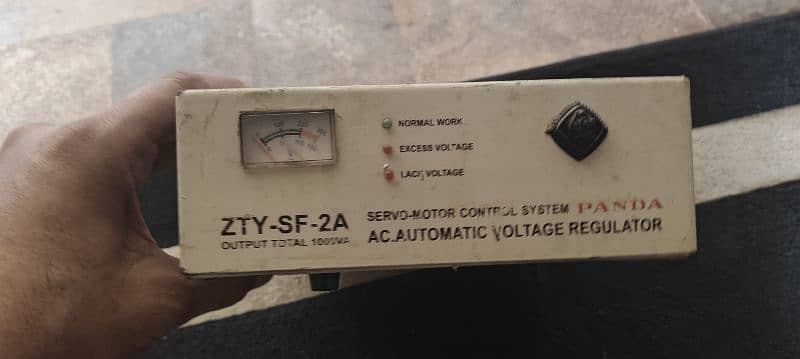 NORMAL WORK
EXCESS VOLTAGE
LACK VOLTAGE
ZTY-SF-2A
OUTPUT TOTAL 1000VA
SERVO-MOTOR CONTROL SYSTEM PANDA
AC.AUTOMATIC VOLTAGE REGULATOR